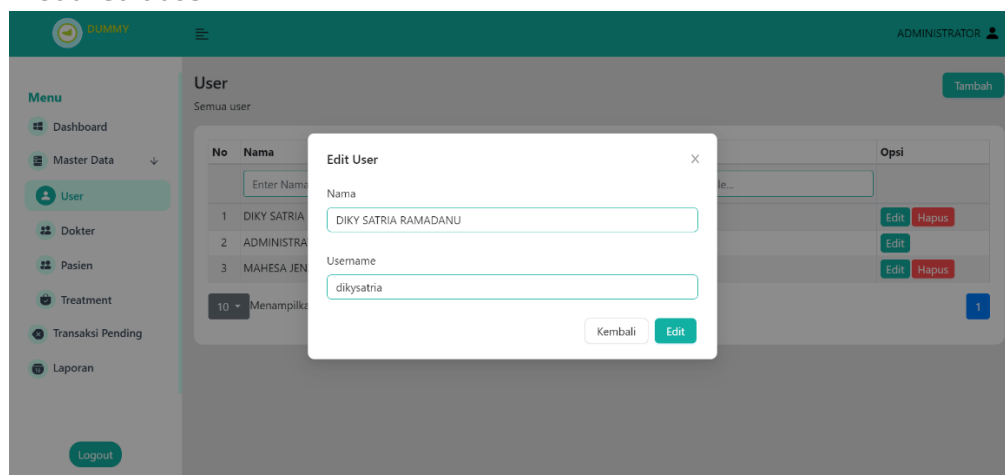 DUMMY
ADMINISTRATOR
Menu
Dashboard
Master Data
User
Dokter
Pasien
Treatment
Transaksi Pending
Laporan
Logout
User
Tambah
Semua user
No Nama Opsi
Enter Nama
1 DIKY SATRIA Edit Hapus
2 ADMINISTRA Edit
3 MAHESA JEN Edit Hapus
10 Menampilka 1
Edit User X
Nama
DIKY SATRIA RAMADANU
Username
dikysatria
Kembali Edit